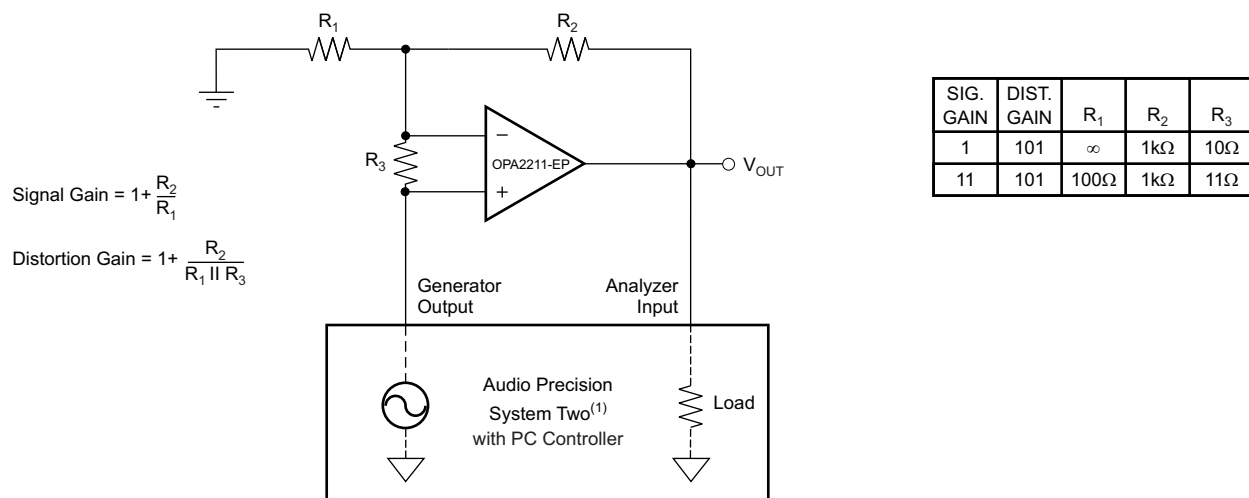 R1
R2
R3
−
+
OPA2211-EP
VOUT
Signal Gain = 1+ R2/R1
Distortion Gain = 1+ R2/(R1 II R3)
Generator
Output
Analyzer
Input
Audio Precision
System Two(1)
with PC Controller
Load
SIG. GAIN DIST. GAIN R1 R2 R3
1 101 ∞ 1kΩ 10Ω
11 101 100Ω 1kΩ 11Ω